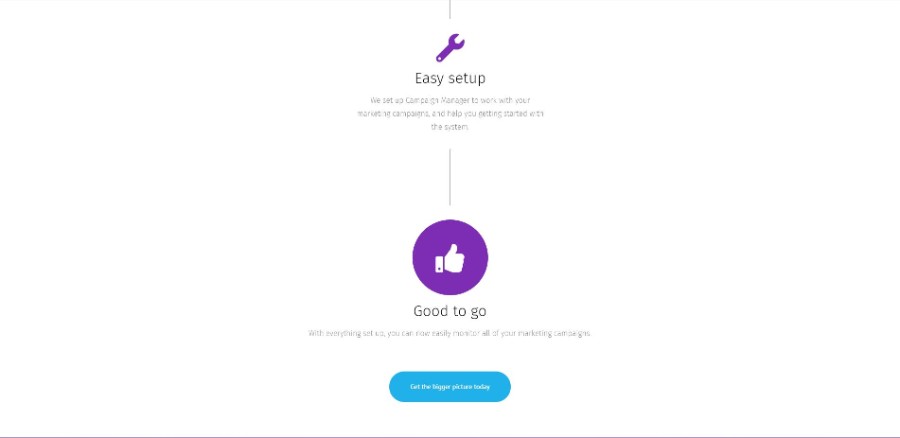 Easy setup
We set up Campaign Manager to work with your
marketing campaigns, and help you getting started with
the system.
Good to go
With everything set up, you can now easily monitor all of your marketing campaigns.
Get the bigger picture today